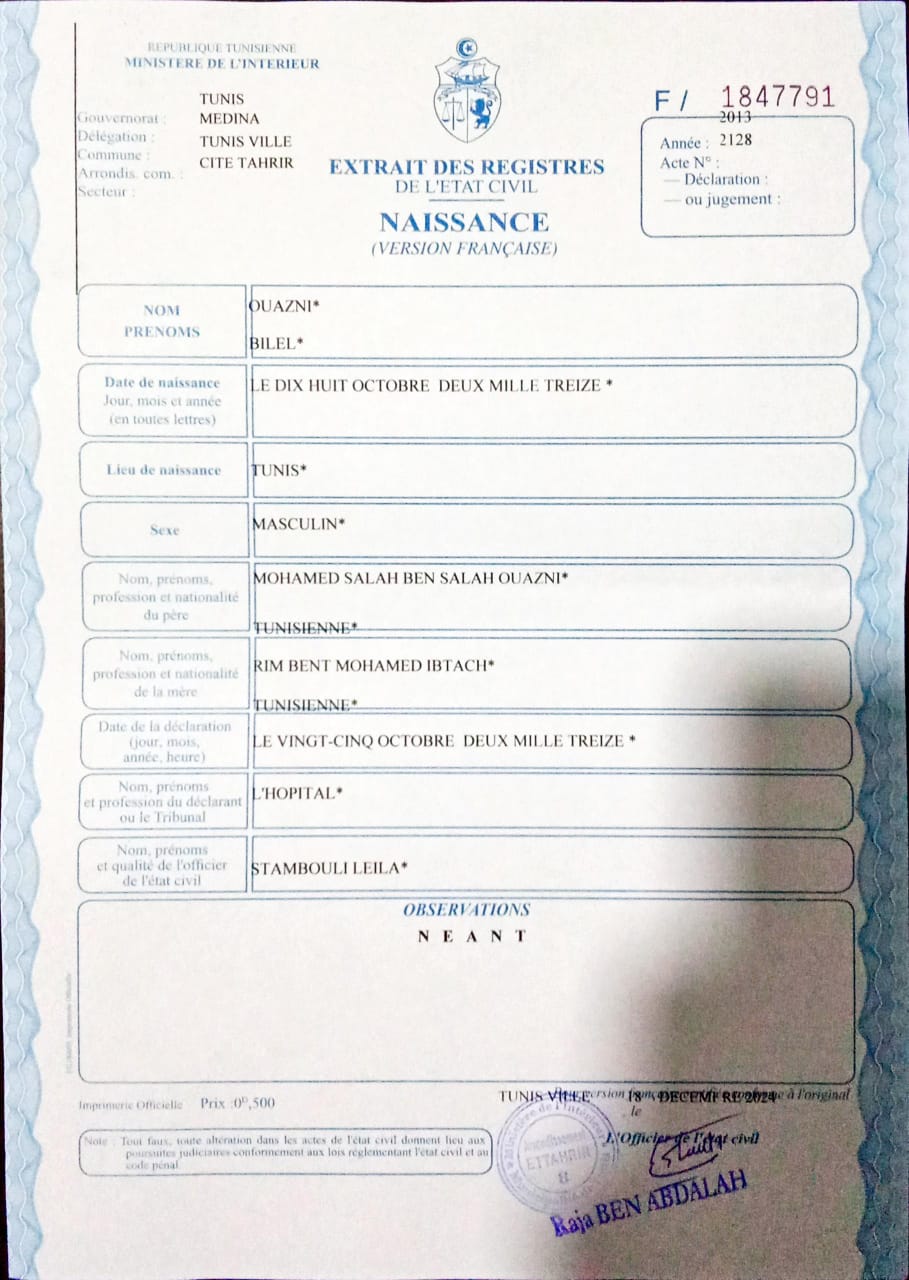 REPUBLIQUE TUNISIENNE
MINISTERE DE L'INTERIEUR
Gouvernorat : TUNIS
Délégation : MEDINA
Commune : TUNIS VILLE
Arrondis. com. : CITE TAHRIR
Secteur :
F / 1847791
2013
Année : 2128
Acte N° :
— Déclaration :
— ou jugement :
EXTRAIT DES REGISTRES
DE L'ETAT CIVIL
NAISSANCE
(VERSION FRANÇAISE)
NOM
PRENOMS
OUAZNI*
BILEL*
Date de naissance
Jour, mois et année
(en toutes lettres)
LE DIX HUIT OCTOBRE DEUX MILLE TREIZE *
Lieu de naissance
TUNIS*
Sexe
MASCULIN*
Nom, prénoms,
profession et nationalité
du père
MOHAMED SALAH BEN SALAH OUAZNI*
TUNISIENNE*
Nom, prénoms,
profession et nationalité
de la mère
RIM BENT MOHAMED IBTACH*
TUNISIENNE*
Date de la déclaration
(jour, mois,
année, heure)
LE VINGT-CINQ OCTOBRE DEUX MILLE TREIZE *
Nom, prénoms
et profession du déclarant
ou le Tribunal
L'HOPITAL*
Nom, prénoms
et qualité de l'officier
de l'état civil
STAMBOULI LEILA*
OBSERVATIONS
N E A N T
Imprimerie Officielle Prix :0ᴰ,500
TUNIS VILLE 18 DECEMBRE 2024 à l'original
le
Note : Tout faux, toute altération dans les actes de l'état civil donnent lieu aux
poursuites judiciaires conformement aux lois réglementant l'état civil et au
code pénal
L'Officier de l'état civil
Ministère de l'Intérieur
Arrondissement
ETTAHRIR
8
Raja BEN ABDALAH